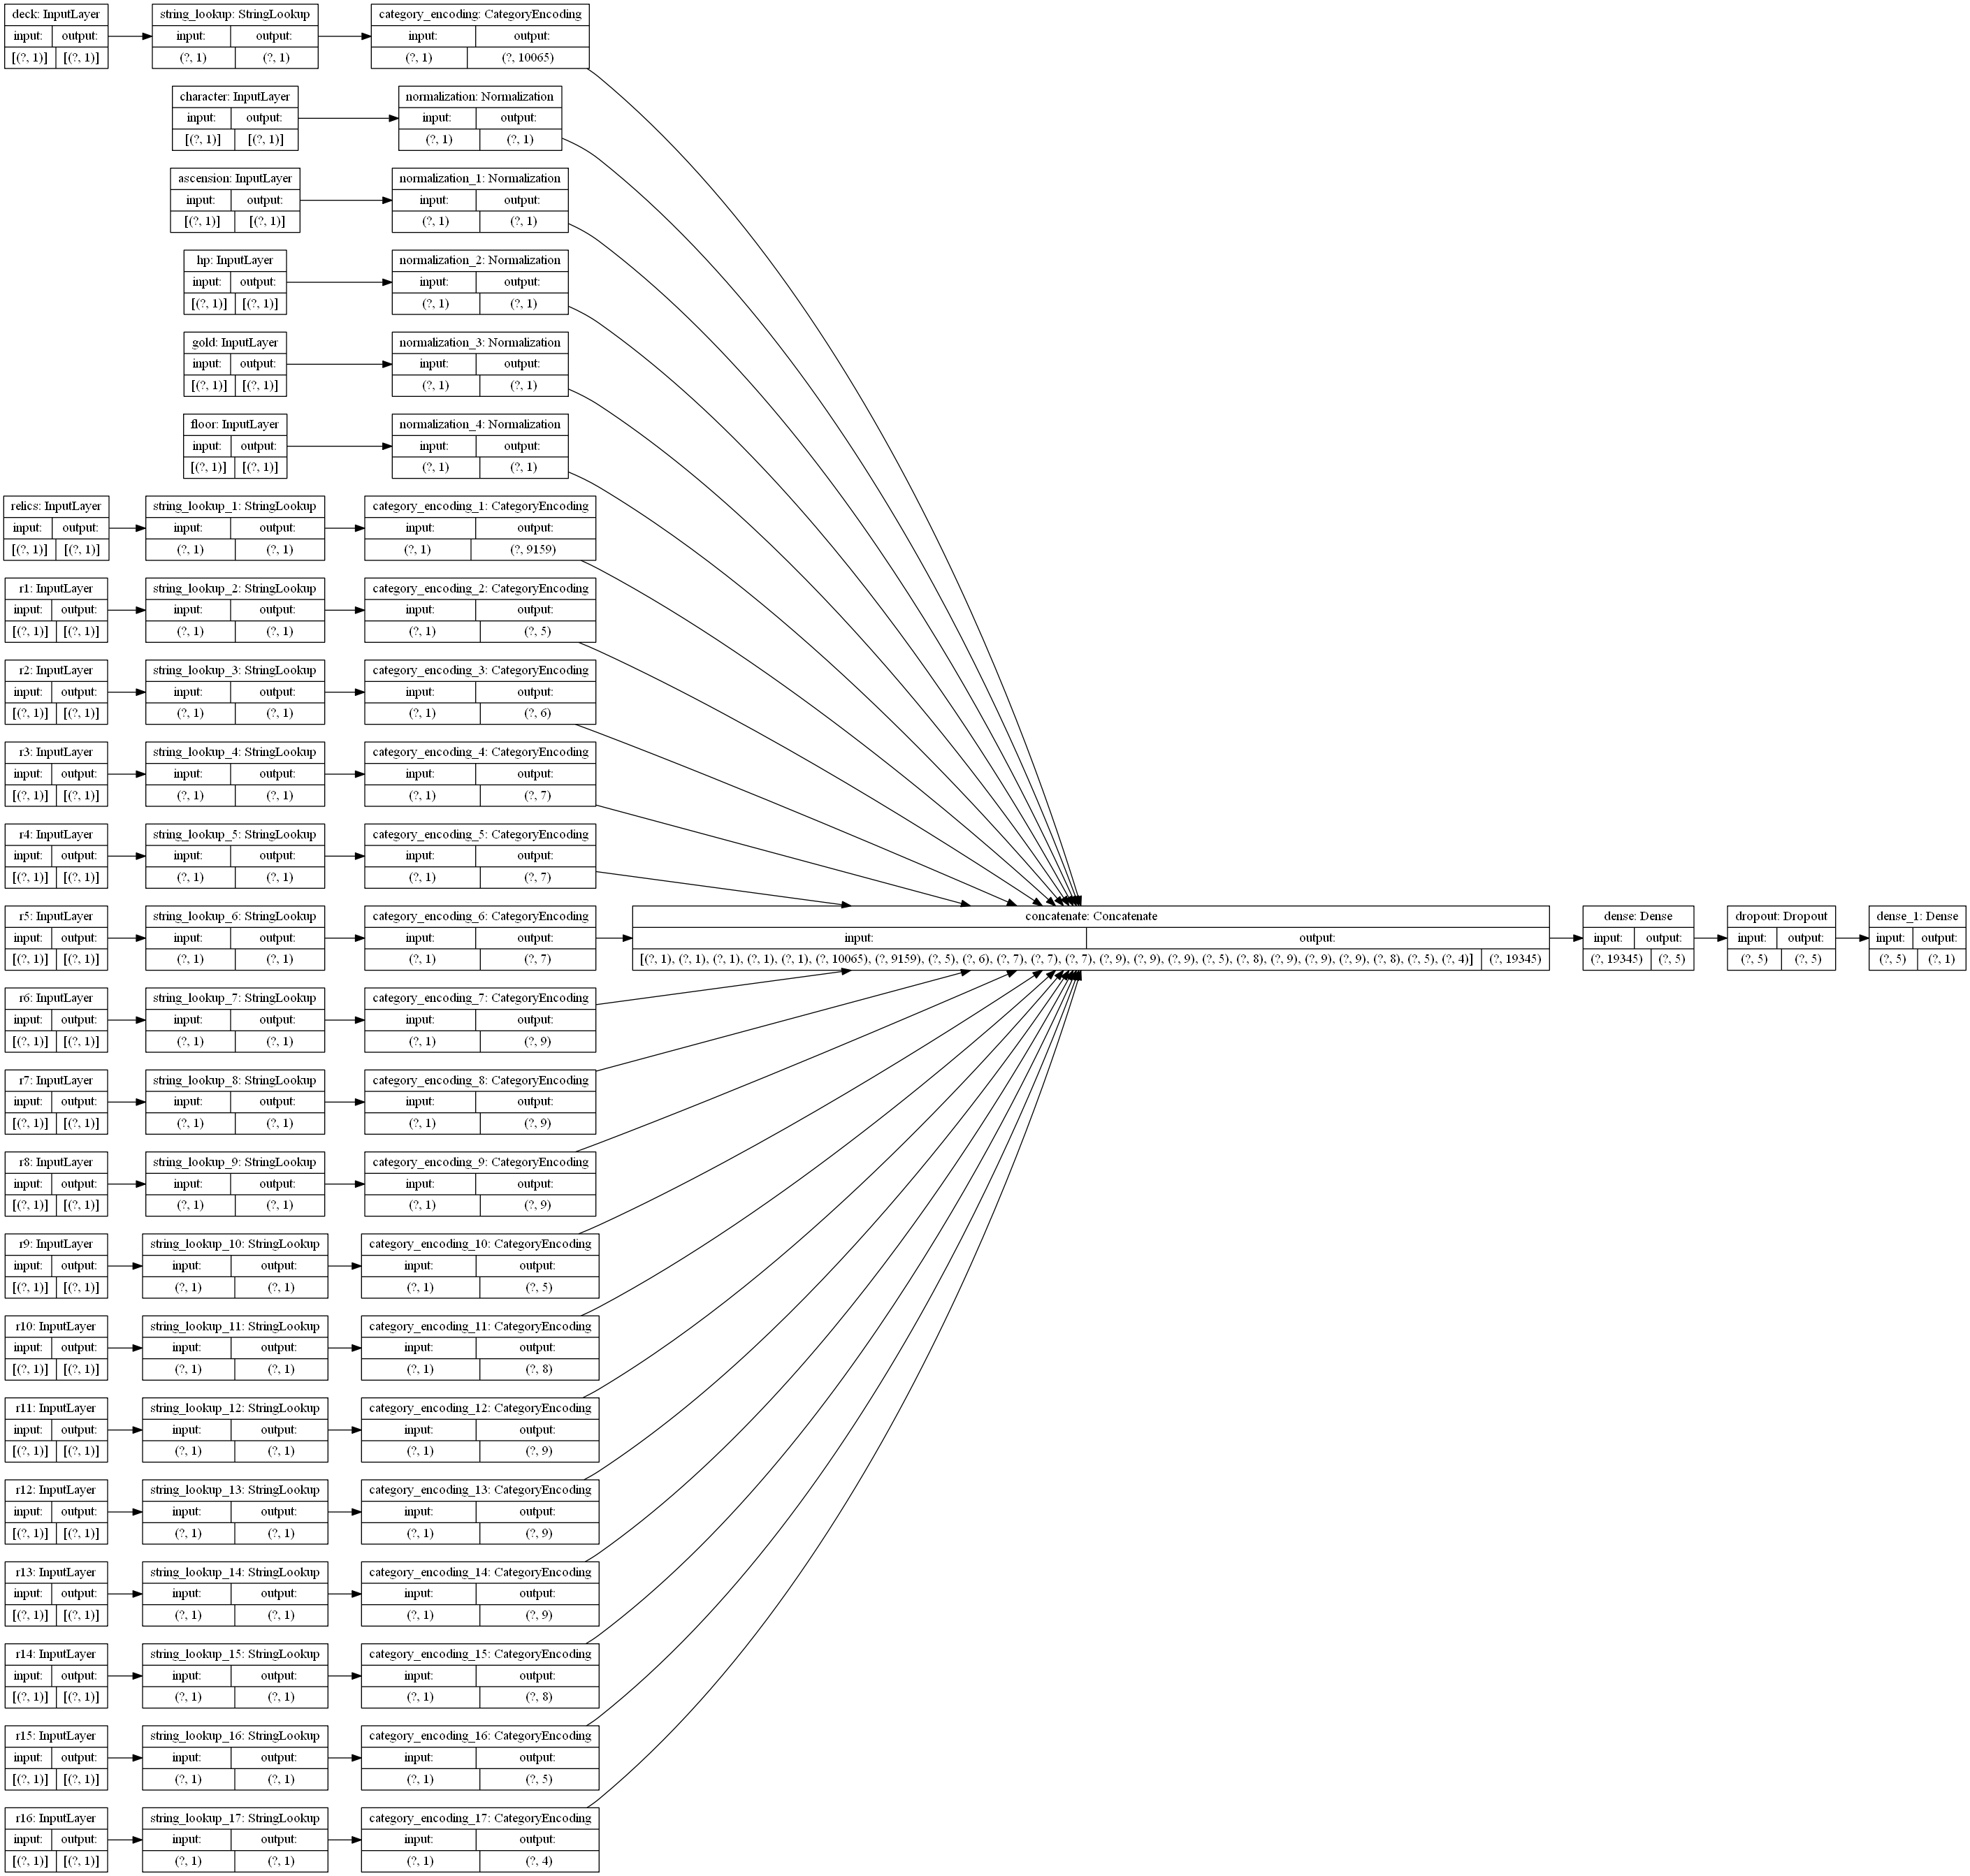 deck: InputLayer
input: output:
[(?, 1)] [(?, 1)]
string_lookup: StringLookup
input: output:
(?, 1) (?, 1)
category_encoding: CategoryEncoding
input: output:
(?, 1) (?, 10065)
character: InputLayer
input: output:
[(?, 1)] [(?, 1)]
normalization: Normalization
input: output:
(?, 1) (?, 1)
ascension: InputLayer
input: output:
[(?, 1)] [(?, 1)]
normalization_1: Normalization
input: output:
(?, 1) (?, 1)
hp: InputLayer
input: output:
[(?, 1)] [(?, 1)]
normalization_2: Normalization
input: output:
(?, 1) (?, 1)
gold: InputLayer
input: output:
[(?, 1)] [(?, 1)]
normalization_3: Normalization
input: output:
(?, 1) (?, 1)
floor: InputLayer
input: output:
[(?, 1)] [(?, 1)]
normalization_4: Normalization
input: output:
(?, 1) (?, 1)
relics: InputLayer
input: output:
[(?, 1)] [(?, 1)]
string_lookup_1: StringLookup
input: output:
(?, 1) (?, 1)
category_encoding_1: CategoryEncoding
input: output:
(?, 1) (?, 9159)
r1: InputLayer
input: output:
[(?, 1)] [(?, 1)]
string_lookup_2: StringLookup
input: output:
(?, 1) (?, 1)
category_encoding_2: CategoryEncoding
input: output:
(?, 1) (?, 5)
r2: InputLayer
input: output:
[(?, 1)] [(?, 1)]
string_lookup_3: StringLookup
input: output:
(?, 1) (?, 1)
category_encoding_3: CategoryEncoding
input: output:
(?, 1) (?, 6)
r3: InputLayer
input: output:
[(?, 1)] [(?, 1)]
string_lookup_4: StringLookup
input: output:
(?, 1) (?, 1)
category_encoding_4: CategoryEncoding
input: output:
(?, 1) (?, 7)
r4: InputLayer
input: output:
[(?, 1)] [(?, 1)]
string_lookup_5: StringLookup
input: output:
(?, 1) (?, 1)
category_encoding_5: CategoryEncoding
input: output:
(?, 1) (?, 7)
r5: InputLayer
input: output:
[(?, 1)] [(?, 1)]
string_lookup_6: StringLookup
input: output:
(?, 1) (?, 1)
category_encoding_6: CategoryEncoding
input: output:
(?, 1) (?, 7)
concatenate: Concatenate
input: output:
[(?, 1), (?, 1), (?, 1), (?, 1), (?, 1), (?, 10065), (?, 9159), (?, 5), (?, 6), (?, 7), (?, 7), (?, 7), (?, 9), (?, 9), (?, 9), (?, 5), (?, 8), (?, 9), (?, 9), (?, 9), (?, 8), (?, 5), (?, 4)] (?, 19345)
dense: Dense
input: output:
(?, 19345) (?, 5)
dropout: Dropout
input: output:
(?, 5) (?, 5)
dense_1: Dense
input: output:
(?, 5) (?, 1)
r6: InputLayer
input: output:
[(?, 1)] [(?, 1)]
string_lookup_7: StringLookup
input: output:
(?, 1) (?, 1)
category_encoding_7: CategoryEncoding
input: output:
(?, 1) (?, 9)
r7: InputLayer
input: output:
[(?, 1)] [(?, 1)]
string_lookup_8: StringLookup
input: output:
(?, 1) (?, 1)
category_encoding_8: CategoryEncoding
input: output:
(?, 1) (?, 9)
r8: InputLayer
input: output:
[(?, 1)] [(?, 1)]
string_lookup_9: StringLookup
input: output:
(?, 1) (?, 1)
category_encoding_9: CategoryEncoding
input: output:
(?, 1) (?, 9)
r9: InputLayer
input: output:
[(?, 1)] [(?, 1)]
string_lookup_10: StringLookup
input: output:
(?, 1) (?, 1)
category_encoding_10: CategoryEncoding
input: output:
(?, 1) (?, 5)
r10: InputLayer
input: output:
[(?, 1)] [(?, 1)]
string_lookup_11: StringLookup
input: output:
(?, 1) (?, 1)
category_encoding_11: CategoryEncoding
input: output:
(?, 1) (?, 8)
r11: InputLayer
input: output:
[(?, 1)] [(?, 1)]
string_lookup_12: StringLookup
input: output:
(?, 1) (?, 1)
category_encoding_12: CategoryEncoding
input: output:
(?, 1) (?, 9)
r12: InputLayer
input: output:
[(?, 1)] [(?, 1)]
string_lookup_13: StringLookup
input: output:
(?, 1) (?, 1)
category_encoding_13: CategoryEncoding
input: output:
(?, 1) (?, 9)
r13: InputLayer
input: output:
[(?, 1)] [(?, 1)]
string_lookup_14: StringLookup
input: output:
(?, 1) (?, 1)
category_encoding_14: CategoryEncoding
input: output:
(?, 1) (?, 9)
r14: InputLayer
input: output:
[(?, 1)] [(?, 1)]
string_lookup_15: StringLookup
input: output:
(?, 1) (?, 1)
category_encoding_15: CategoryEncoding
input: output:
(?, 1) (?, 8)
r15: InputLayer
input: output:
[(?, 1)] [(?, 1)]
string_lookup_16: StringLookup
input: output:
(?, 1) (?, 1)
category_encoding_16: CategoryEncoding
input: output:
(?, 1) (?, 5)
r16: InputLayer
input: output:
[(?, 1)] [(?, 1)]
string_lookup_17: StringLookup
input: output:
(?, 1) (?, 1)
category_encoding_17: CategoryEncoding
input: output:
(?, 1) (?, 4)